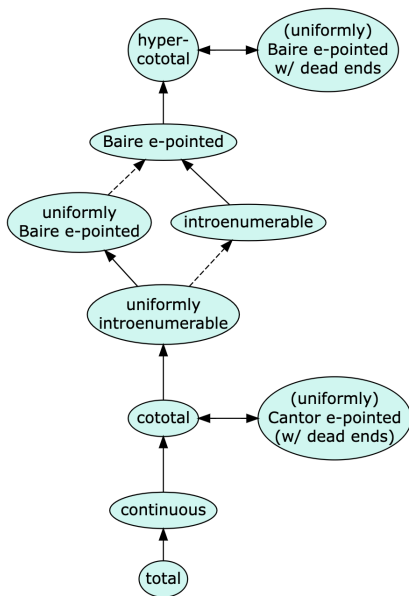 hyper-
cototal
(uniformly)
Baire e-pointed
w/ dead ends
Baire e-pointed
uniformly
Baire e-pointed
introenumerable
uniformly
introenumerable
cototal
(uniformly)
Cantor e-pointed
(w/ dead ends)
continuous
total